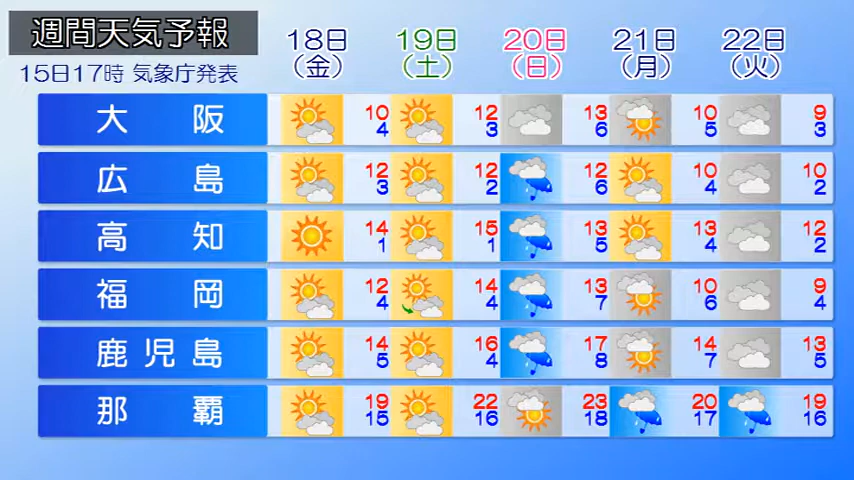 週間天気予報
15日17時 気象庁発表
18日 19日 20日 21日 22日
(金) (土) (日) (月) (火)
大阪 10 4 12 3 13 6 10 5 9 3
広島 12 3 12 2 12 6 10 4 10 2
高知 14 1 15 1 13 5 13 4 12 2
福岡 12 4 14 4 13 7 10 6 9 4
鹿児島 14 5 16 4 17 8 14 7 13 5
那覇 19 15 22 16 23 18 20 17 19 16